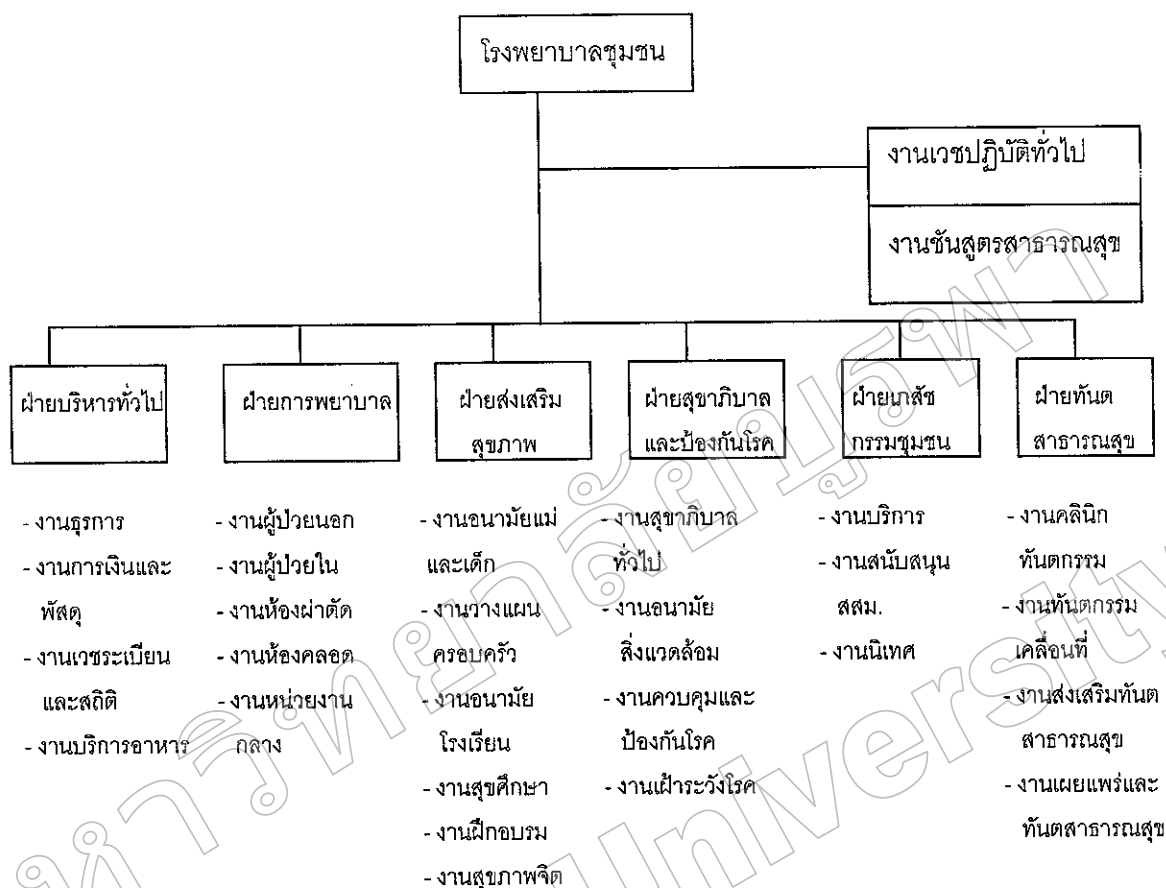 โรงพยาบาลชุมชน
งานเวชปฏิบัติทั่วไป
งานชันสูตรสาธารณสุข
ฝ่ายบริหารทั่วไป
ฝ่ายการพยาบาล
ฝ่ายส่งเสริม
สุขภาพ
ฝ่ายสุขาภิบาล
และป้องกันโรค
ฝ่ายเภสัช
กรรมชุมชน
ฝ่ายทันต
สาธารณสุข
- งานธุรการ
- งานการเงินและ
พัสดุ
- งานเวชระเบียน
และสถิติ
- งานบริการอาหาร
- งานผู้ป่วยนอก
- งานผู้ป่วยใน
- งานห้องผ่าตัด
- งานห้องคลอด
- งานหน่วยงาน
กลาง
- งานอนามัยแม่
และเด็ก
- งานวางแผน
ครอบครัว
- งานอนามัย
โรงเรียน
- งานสุขศึกษา
- งานฝึกอบรม
- งานสุขภาพจิต
- งานสุขาภิบาล
ทั่วไป
- งานอนามัย
สิ่งแวดล้อม
- งานควบคุมและ
ป้องกันโรค
- งานเฝ้าระวังโรค
- งานบริการ
- งานสนับสนุน
สสม.
- งานนิเทศ
- งานคลินิก
ทันตกรรม
- งานทันตกรรม
เคลื่อนที่
- งานส่งเสริมทันต
สาธารณสุข
- งานเผยแพร่และ
ทันตสาธารณสุข
หาวิทยาลัยบูรพา
University